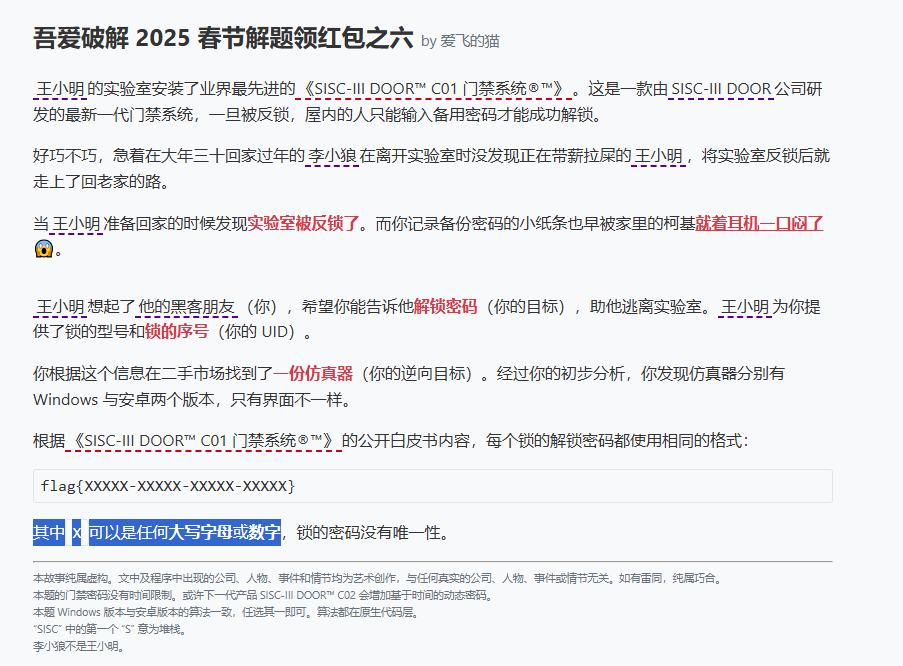 吾爱破解 2025 春节解题领红包之六 by 爱飞的猫
王小明的实验室安装了业界最先进的《SISC-III DOOR™ C01 门禁系统®™》。这是一款由 SISC-III DOOR 公司研
发的最新一代门禁系统，一旦被反锁，屋内的人只能输入备用密码才能成功解锁。
好巧不巧，急着在大年三十回家过年的李小狼在离开实验室时没发现正在带薪拉屎的王小明，将实验室反锁后就
走上了回老家的路。
当王小明准备回家的时候发现实验室被反锁了。而你记录备份密码的小纸条也早被家里的柯基就着耳机一口闷了
😱。
王小明想起了他的黑客朋友（你），希望你能告诉他解锁密码（你的目标），助他逃离实验室。王小明为你提
供了锁的型号和锁的序号（你的 UID）。
你根据这个信息在二手市场找到了一份仿真器（你的逆向目标）。经过你的初步分析，你发现仿真器分别有
Windows 与安卓两个版本，只有界面不一样。
根据《SISC-III DOOR™ C01 门禁系统®™》的公开白皮书内容，每个锁的解锁密码都使用相同的格式：
flag{XXXXX-XXXXX-XXXXX-XXXXX}
其中 X 可以是任何大写字母或数字，锁的密码没有唯一性。
本故事纯属虚构。文中及程序中出现的公司、人物、事件和情节均为艺术创作，与任何真实的公司、人物、事件或情节无关。如有雷同，纯属巧合。
本题的门禁密码没有时间限制。或许下一代产品 SISC-III DOOR™ C02 会增加基于时间的动态密码。
本题 Windows 版本与安卓版本的算法一致，任选其一即可。算法都在原生代码层。
“SISC” 中的第一个 “S” 意为堆栈。
李小狼不是王小明。